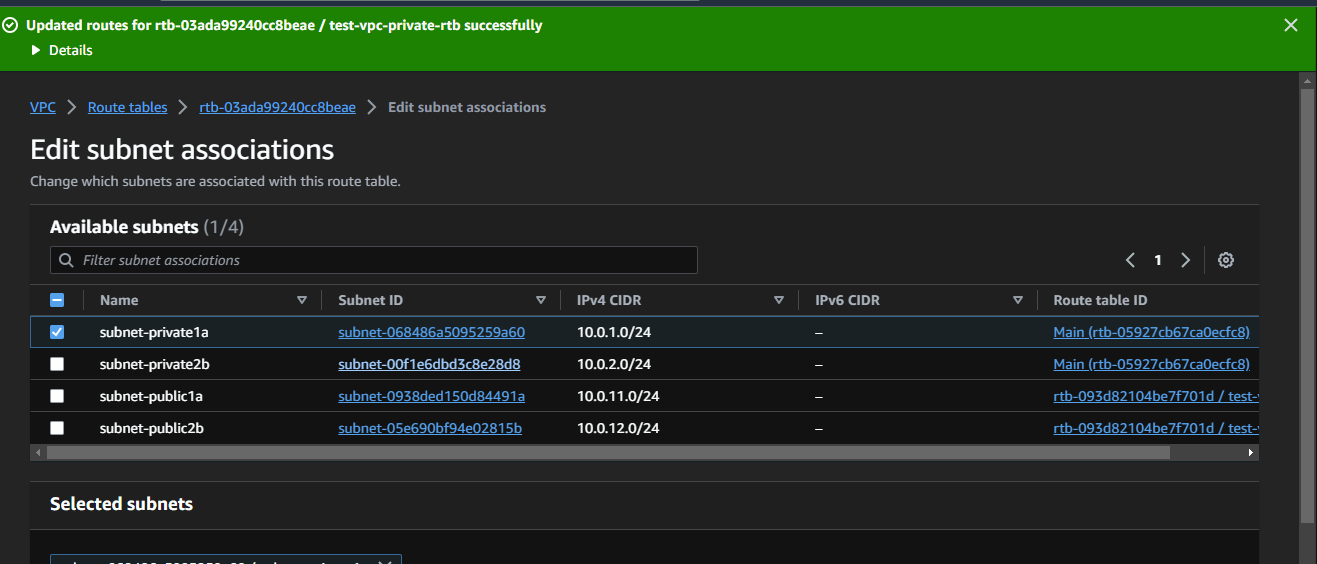 Updated routes for rtb-03ada99240cc8beae / test-vpc-private-rtb successfully
Details
VPC Route tables rtb-03ada99240cc8beae Edit subnet associations
Edit subnet associations
Change which subnets are associated with this route table.
Available subnets (1/4)
Filter subnet associations 1
Name Subnet ID IPv4 CIDR IPv6 CIDR Route table ID
subnet-private1a subnet-068486a5095259a60 10.0.1.0/24 – Main (rtb-05927cb67ca0ecfc8)
subnet-private2b subnet-00f1e6dbd3c8e28d8 10.0.2.0/24 – Main (rtb-05927cb67ca0ecfc8)
subnet-public1a subnet-0938ded150d84491a 10.0.11.0/24 – rtb-093d82104be7f701d / test-
subnet-public2b subnet-05e690bf94e02815b 10.0.12.0/24 – rtb-093d82104be7f701d / test-
Selected subnets